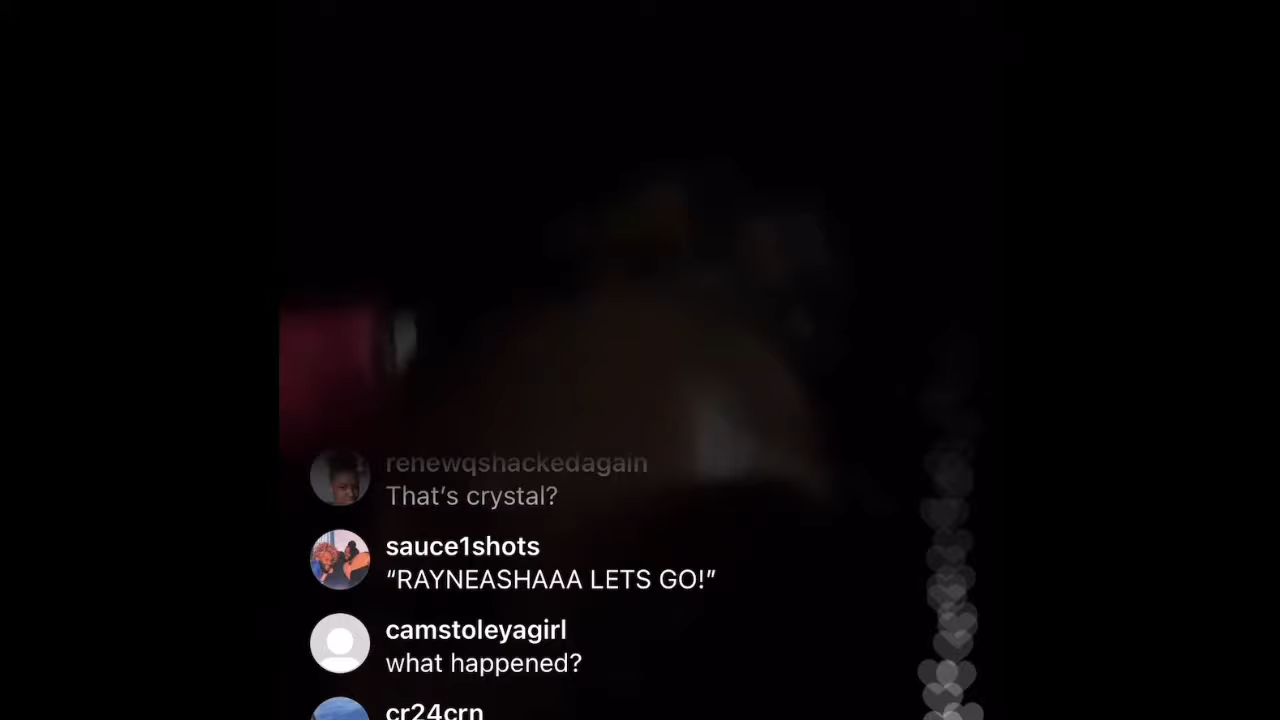 renewqshackedagain
That’s crystal?
sauce1shots
“RAYNEASHAAA LETS GO!”
camstoleyagirl
what happened?
cr24crn